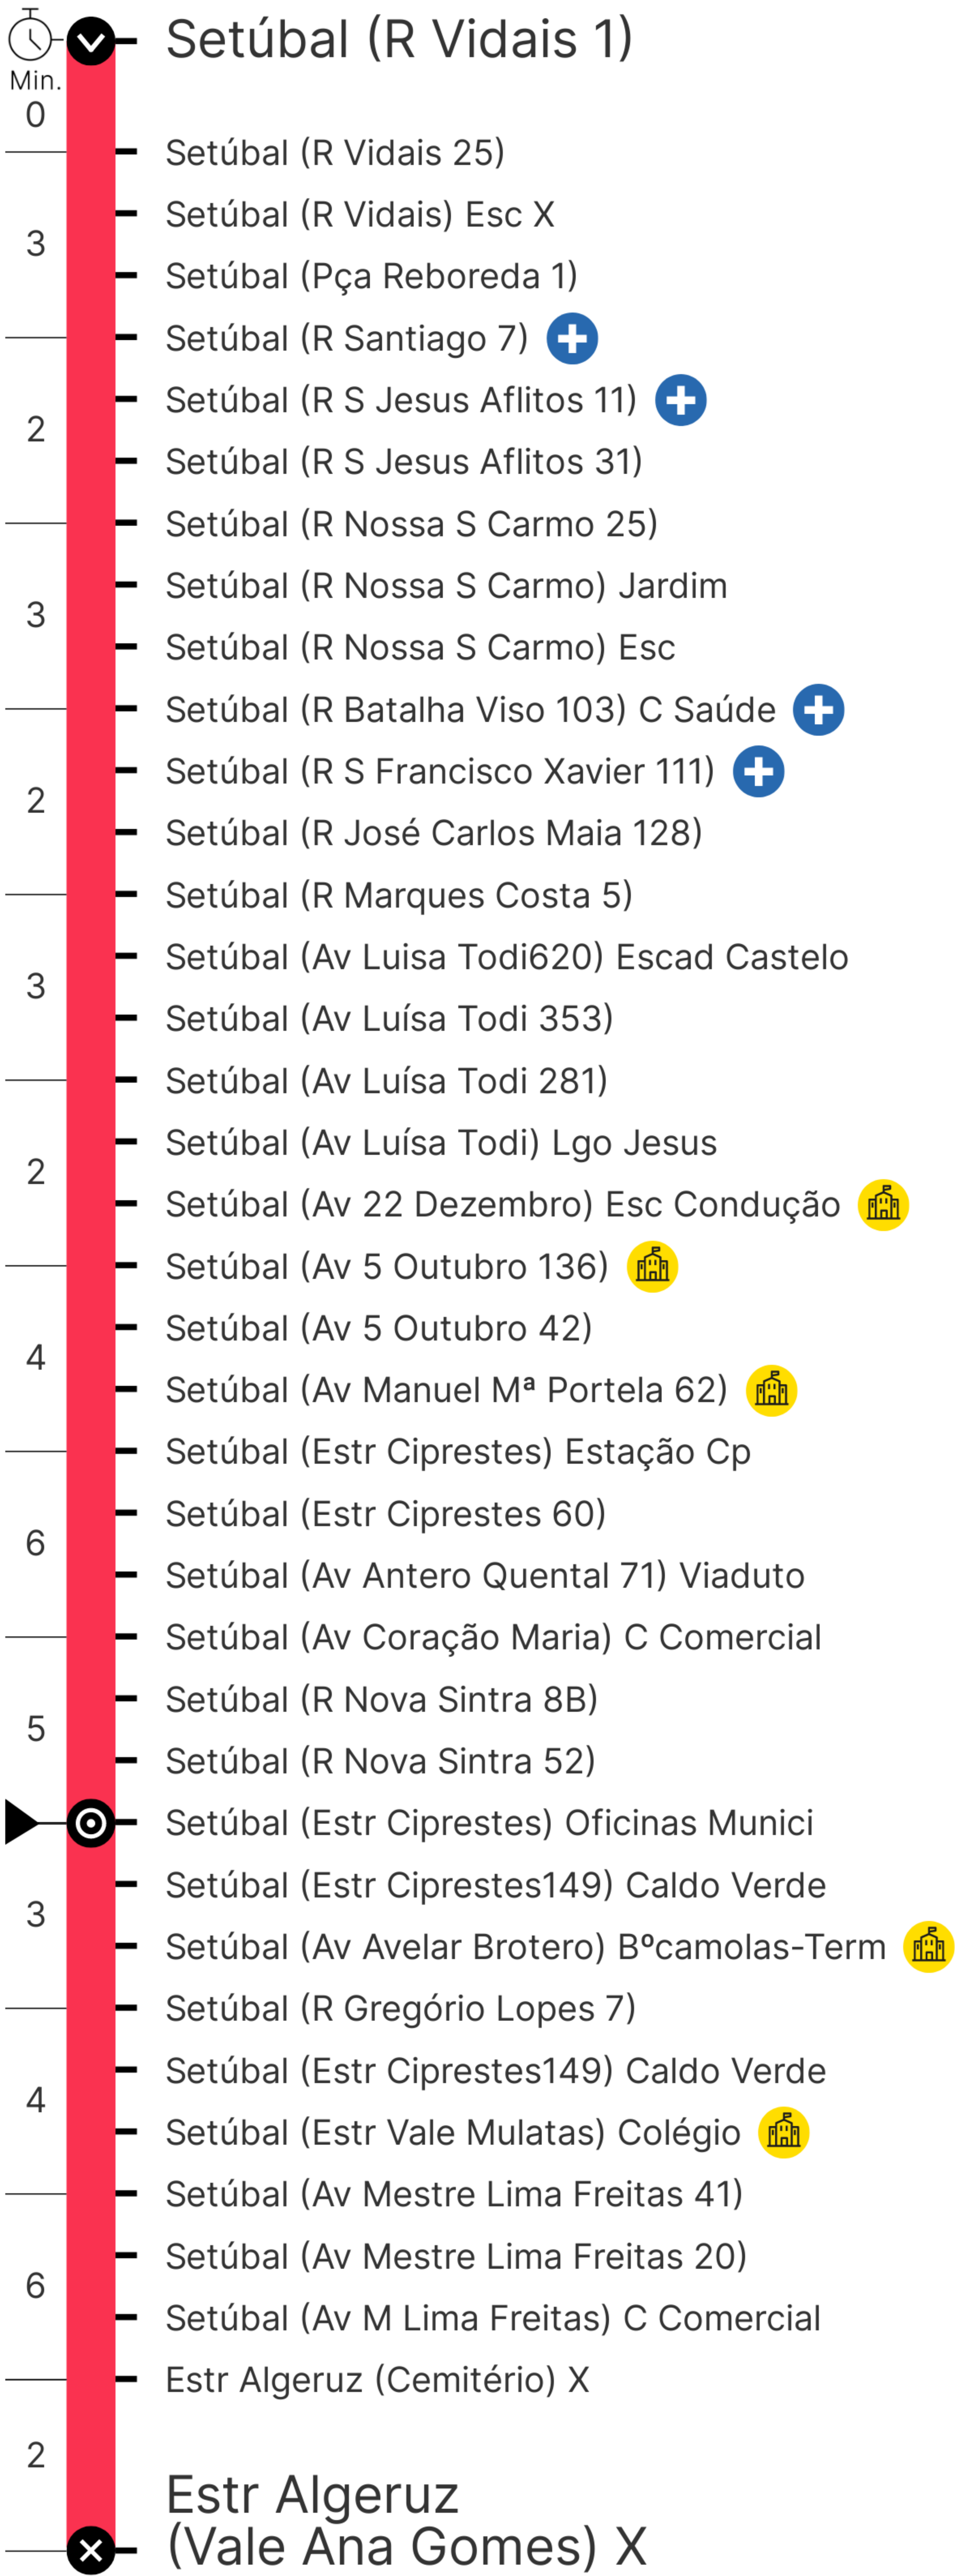 Setúbal (R Vidais 1)
Min.
0
Setúbal (R Vidais 25)
Setúbal (R Vidais) Esc X
3
Setúbal (Pça Reboreda 1)
Setúbal (R Santiago 7)
Setúbal (R S Jesus Aflitos 11)
2
Setúbal (R S Jesus Aflitos 31)
Setúbal (R Nossa S Carmo 25)
Setúbal (R Nossa S Carmo) Jardim
3
Setúbal (R Nossa S Carmo) Esc
Setúbal (R Batalha Viso 103) C Saúde
Setúbal (R S Francisco Xavier 111)
2
Setúbal (R José Carlos Maia 128)
Setúbal (R Marques Costa 5)
Setúbal (Av Luisa Todi620) Escad Castelo
3
Setúbal (Av Luísa Todi 353)
Setúbal (Av Luísa Todi 281)
Setúbal (Av Luísa Todi) Lgo Jesus
2
Setúbal (Av 22 Dezembro) Esc Condução
Setúbal (Av 5 Outubro 136)
Setúbal (Av 5 Outubro 42)
4
Setúbal (Av Manuel Mª Portela 62)
Setúbal (Estr Ciprestes) Estação Cp
Setúbal (Estr Ciprestes 60)
6
Setúbal (Av Antero Quental 71) Viaduto
Setúbal (Av Coração Maria) C Comercial
Setúbal (R Nova Sintra 8B)
5
Setúbal (R Nova Sintra 52)
Setúbal (Estr Ciprestes) Oficinas Munici
Setúbal (Estr Ciprestes149) Caldo Verde
3
Setúbal (Av Avelar Brotero) Bºcamolas-Term
Setúbal (R Gregório Lopes 7)
Setúbal (Estr Ciprestes149) Caldo Verde
4
Setúbal (Estr Vale Mulatas) Colégio
Setúbal (Av Mestre Lima Freitas 41)
Setúbal (Av Mestre Lima Freitas 20)
6
Setúbal (Av M Lima Freitas) C Comercial
Estr Algeruz (Cemitério) X
2
Estr Algeruz
(Vale Ana Gomes) X